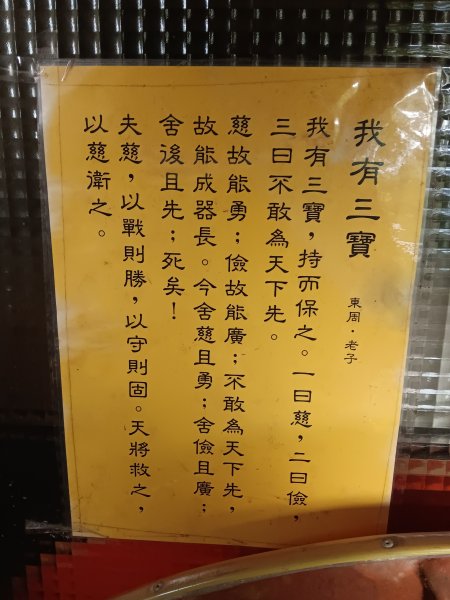 我有三寶
東周·老子
我有三寶，持而保之。一曰慈，二曰儉，
三曰不敢為天下先。
慈故能勇；儉故能廣；不敢為天下先，
故能成器長。今舍慈且勇；舍儉且廣；
舍後且先；死矣！
夫慈，以戰則勝，以守則固。天將救之，
以慈衛之。